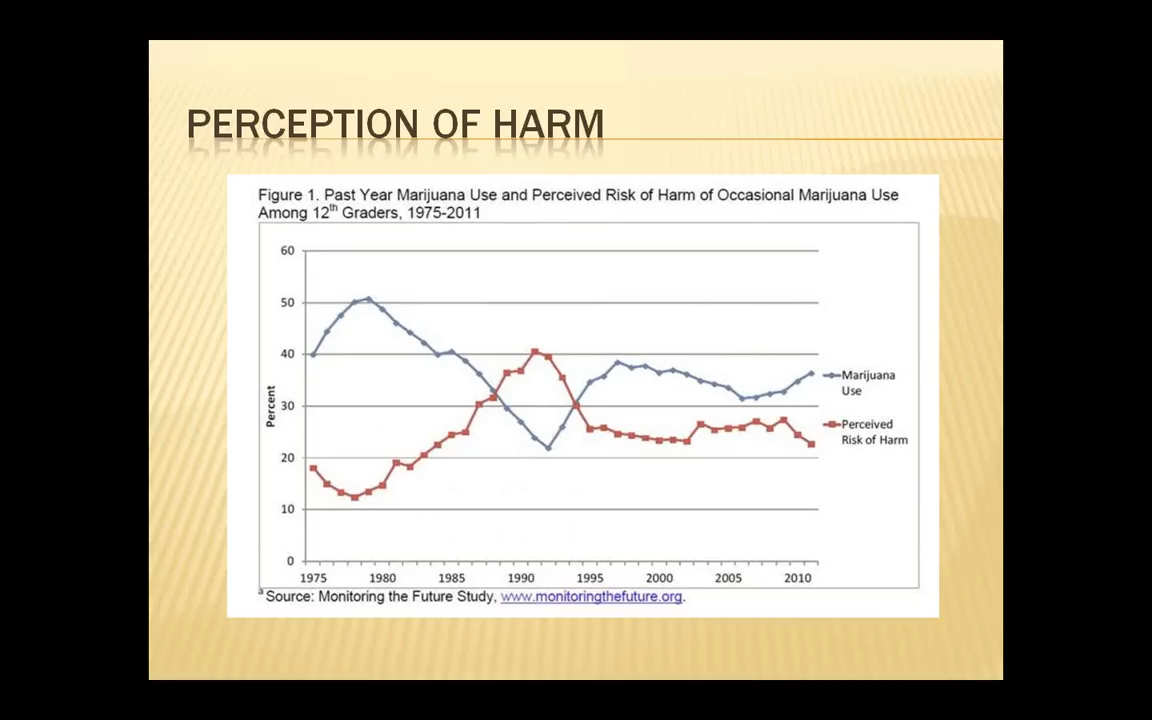 PERCEPTION OF HARM
Figure 1. Past Year Marijuana Use and Perceived Risk of Harm of Occasional Marijuana Use
Among 12th Graders, 1975-2011
60
50
40
30
20
10
0
Percent
1975 1980 1985 1990 1995 2000 2005 2010
Marijuana
Use
Perceived
Risk of Harm
a Source: Monitoring the Future Study, www.monitoringthefuture.org.